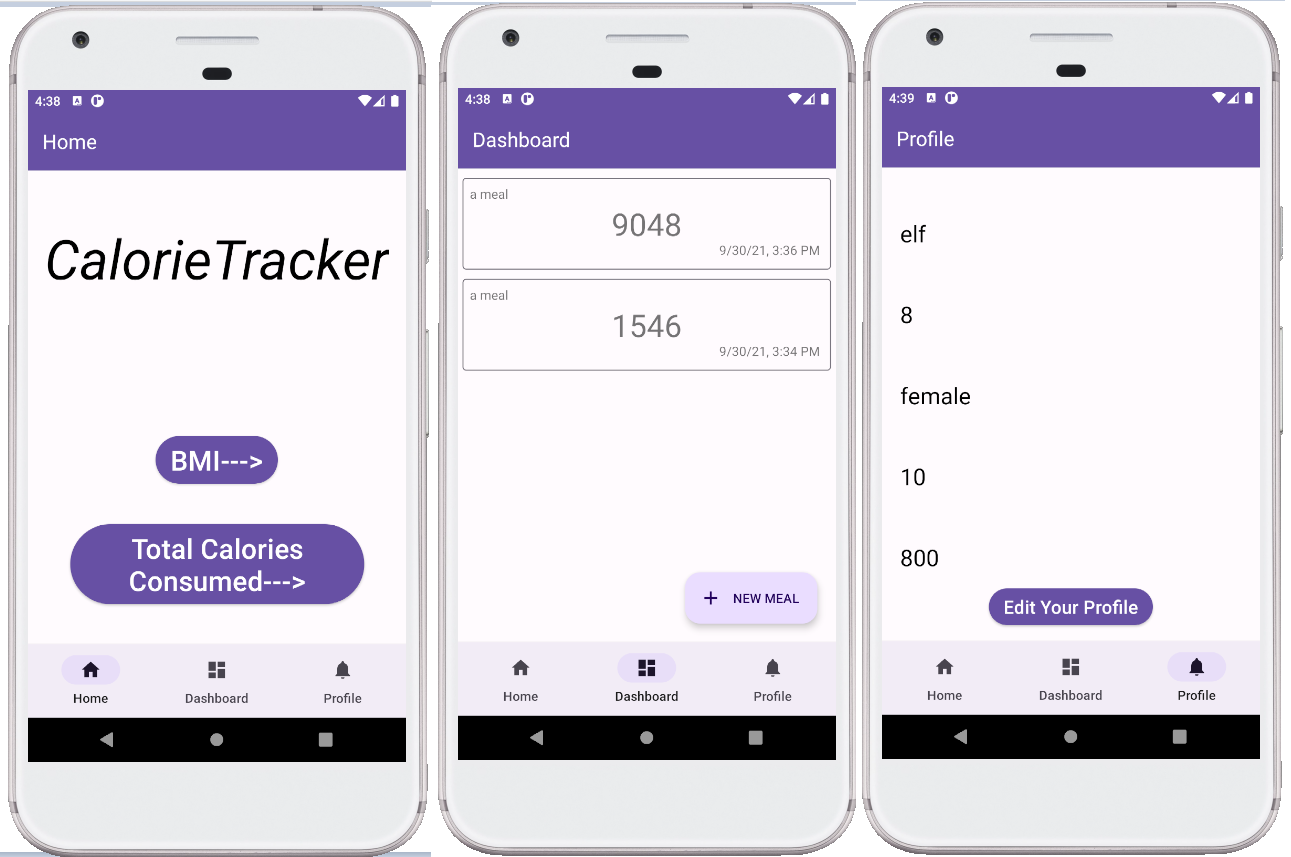 4:38
Home
CalorieTracker
BMI--->
Total Calories
Consumed--->
Home Dashboard Profile
4:38
Dashboard
a meal
9048
9/30/21, 3:36 PM
a meal
1546
9/30/21, 3:34 PM
+ NEW MEAL
Home Dashboard Profile
4:39
Profile
elf
8
female
10
800
Edit Your Profile
Home Dashboard Profile